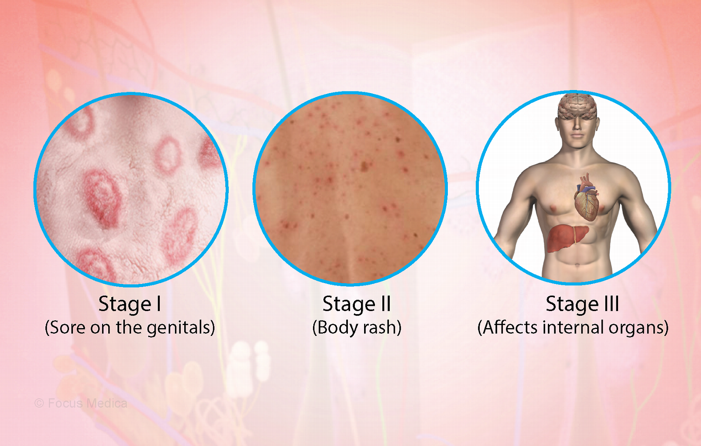 Stage I
(Sore on the genitals)
Stage II
(Body rash)
Stage III
(Affects internal organs)
© Focus Medica